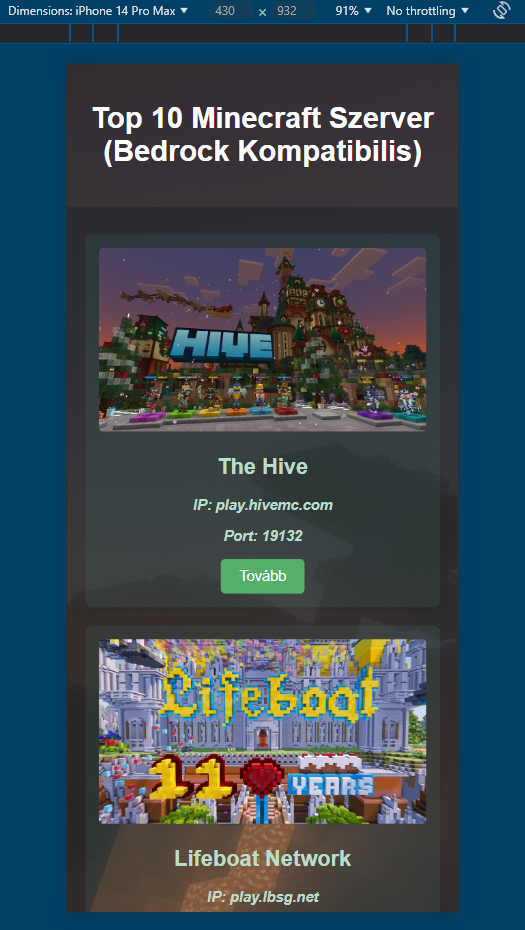 Dimensions: iPhone 14 Pro Max 430 × 932 91% No throttling
Top 10 Minecraft Szerver
(Bedrock Kompatibilis)
HIVE
The Hive
IP: play.hivemc.com
Port: 19132
Tovább
Lifeboat
11 YEARS
Lifeboat Network
IP: play.lbsg.net